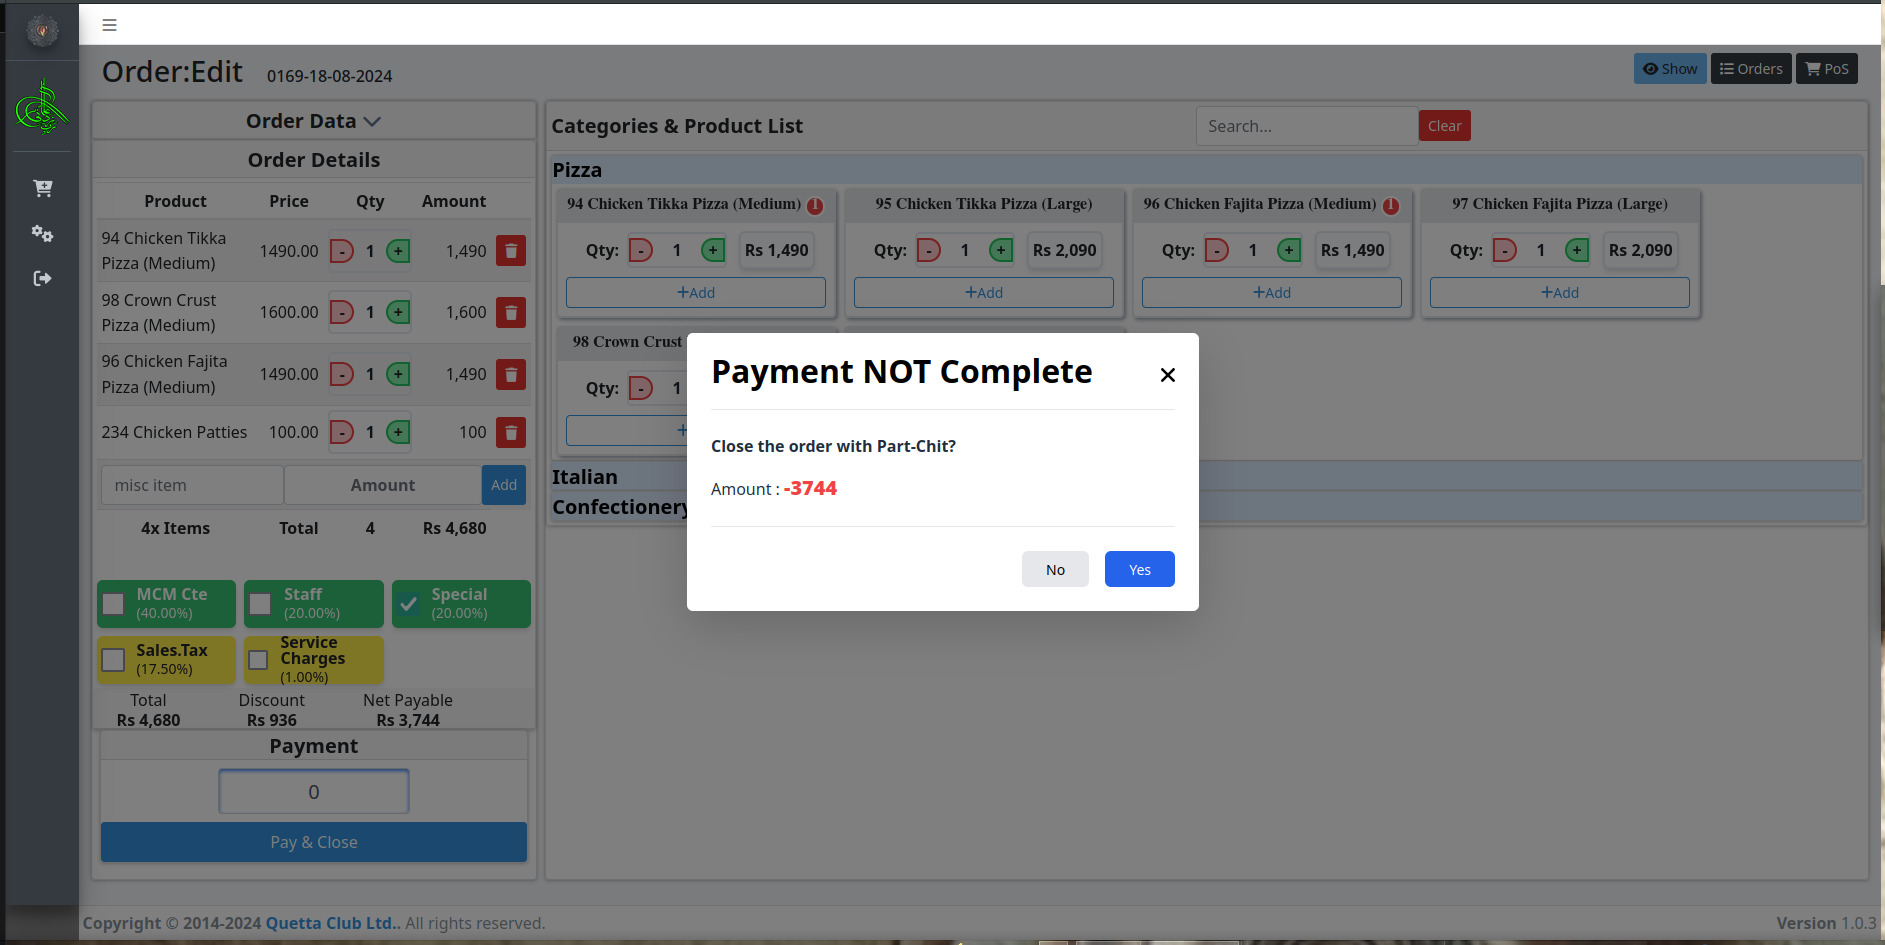 Order:Edit 0169-18-08-2024
Show Orders PoS
Order Data
Order Details
Product Price Qty Amount
94 Chicken Tikka
Pizza (Medium) 1490.00 - 1 + 1,490
98 Crown Crust
Pizza (Medium) 1600.00 - 1 + 1,600
96 Chicken Fajita
Pizza (Medium) 1490.00 - 1 + 1,490
234 Chicken Patties 100.00 - 1 + 100
misc item Amount Add
4x Items Total 4 Rs 4,680
MCM Cte
(40.00%)
Staff
(20.00%)
Special
(20.00%)
Sales.Tax
(17.50%)
Service
Charges
(1.00%)
Total Discount Net Payable
Rs 4,680 Rs 936 Rs 3,744
Payment
0
Pay & Close
Categories & Product List Search... Clear
Pizza
94 Chicken Tikka Pizza (Medium) 1
Qty: - 1 + Rs 1,490
+Add
95 Chicken Tikka Pizza (Large)
Qty: - 1 + Rs 2,090
+Add
96 Chicken Fajita Pizza (Medium) 1
Qty: - 1 + Rs 1,490
+Add
97 Chicken Fajita Pizza (Large)
Qty: - 1 + Rs 2,090
+Add
98 Crown Crust
Qty: - 1
+
Italian
Confectionery
Payment NOT Complete
Close the order with Part-Chit?
Amount : -3744
No Yes
Copyright © 2014-2024 Quetta Club Ltd.. All rights reserved.
Version 1.0.3